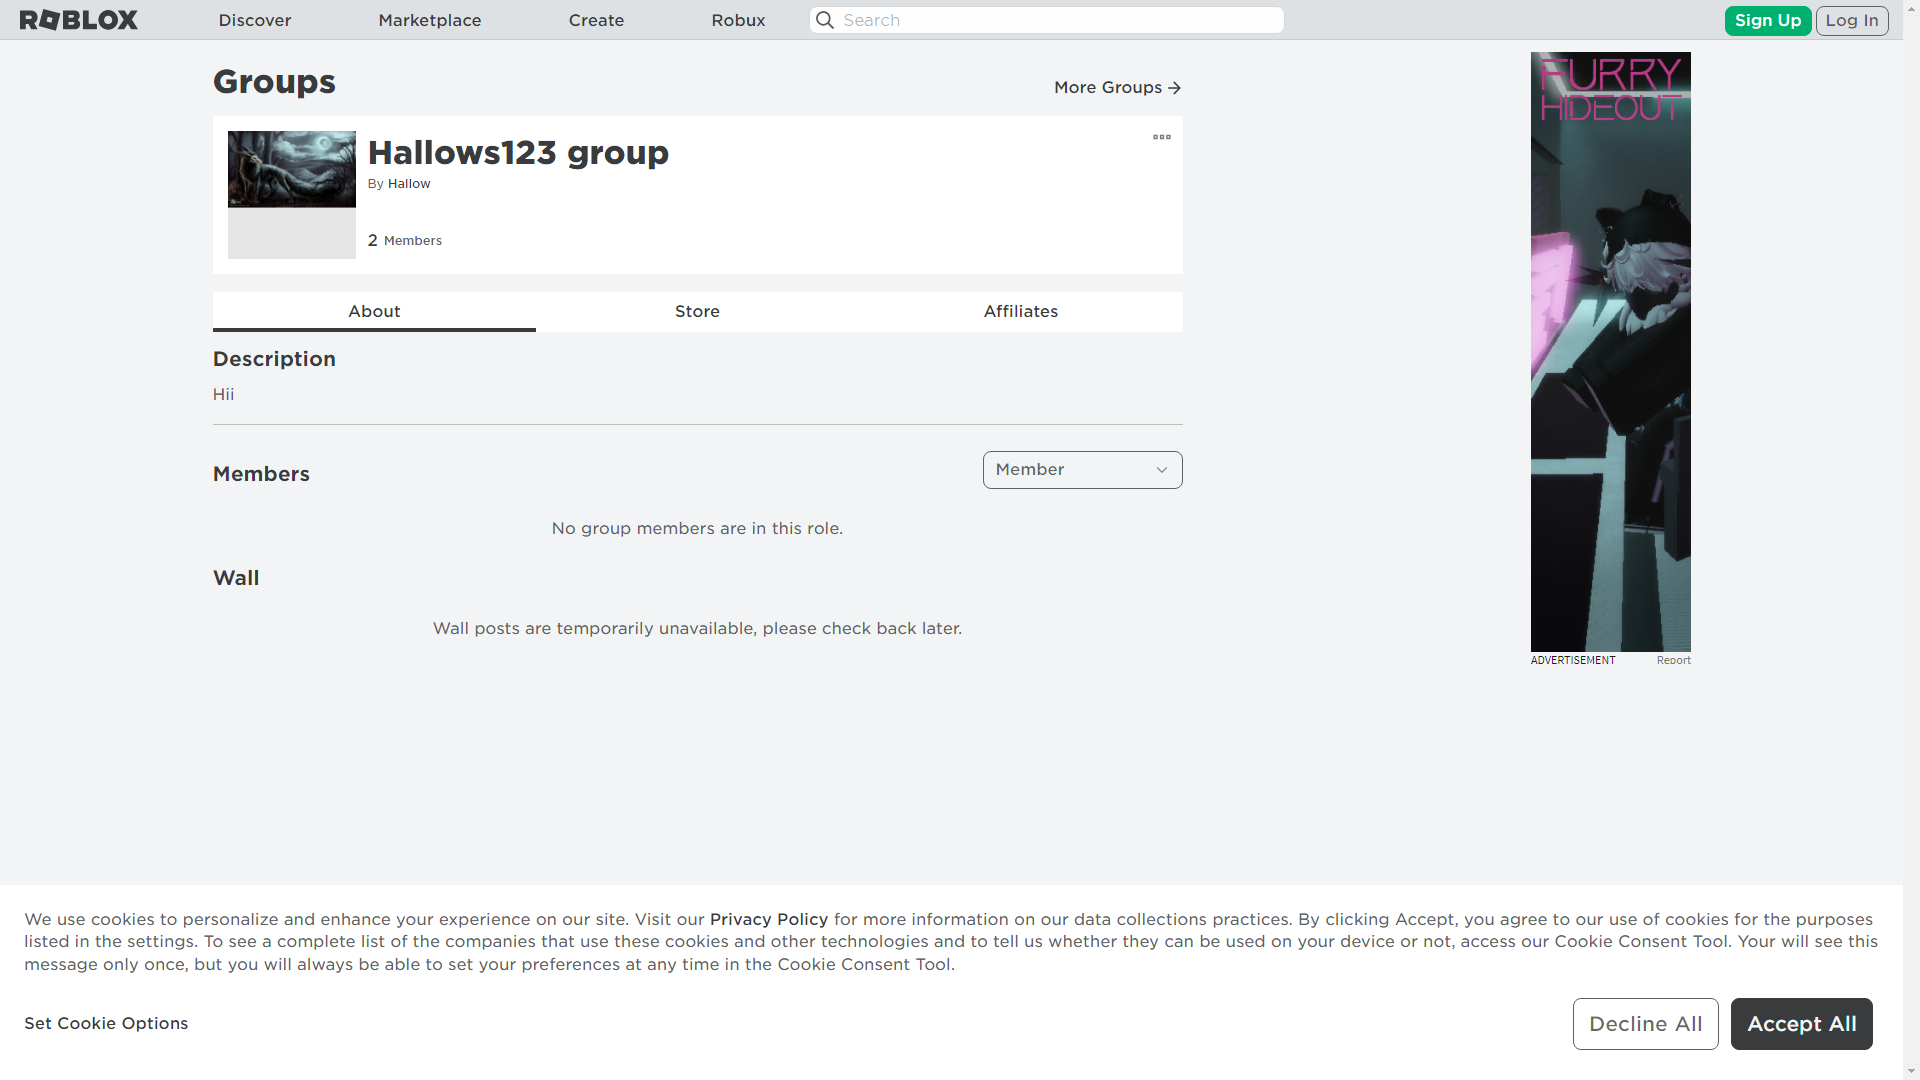 ROBLOX
Discover
Marketplace
Create
Robux
Search
Sign Up
Log In
Groups
More Groups
Hallows123 group
By Hallow
2 Members
About
Store
Affiliates
Description
Hii
Members
Member
No group members are in this role.
Wall
Wall posts are temporarily unavailable, please check back later.
FURRY
HIDEOUT
ADVERTISEMENT
Report
We use cookies to personalize and enhance your experience on our site. Visit our Privacy Policy for more information on our data collections practices. By clicking Accept, you agree to our use of cookies for the purposes
listed in the settings. To see a complete list of the companies that use these cookies and other technologies and to tell us whether they can be used on your device or not, access our Cookie Consent Tool. Your will see this
message only once, but you will always be able to set your preferences at any time in the Cookie Consent Tool.
Set Cookie Options
Decline All
Accept All